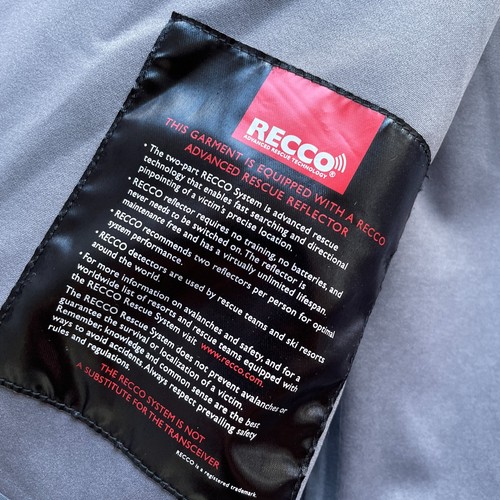 RECCO
ADVANCED RESCUE TECHNOLOGY
THIS GARMENT IS EQUIPPED WITH A RECCO
ADVANCED RESCUE REFLECTOR
• The two-part RECCO System is advanced rescue
technology that enables fast searching and directional
pinpointing of a victim's precise location.
• RECCO reflector requires no training, no batteries, and
never needs to be switched on. The reflector is
maintenance free and has a virtually unlimited lifespan.
• RECCO recommends two reflectors per person for optimal
system performance.
• RECCO detectors are used by rescue teams and ski resorts
around the world.
• For more information on avalanches and safety, and for a
worldwide list of resorts and rescue teams equipped with
the RECCO Rescue System visit www.recco.com.
The RECCO Rescue System does not prevent avalanches or
guarantee the survival or localization of a victim.
Remember, knowledge and common sense are the best
ways to avoid accident. Always respect prevailing safety
rules and regulations.
THE RECCO SYSTEM IS NOT
A SUBSTITUTE FOR THE TRANSCEIVER
RECCO is a registered trademark.